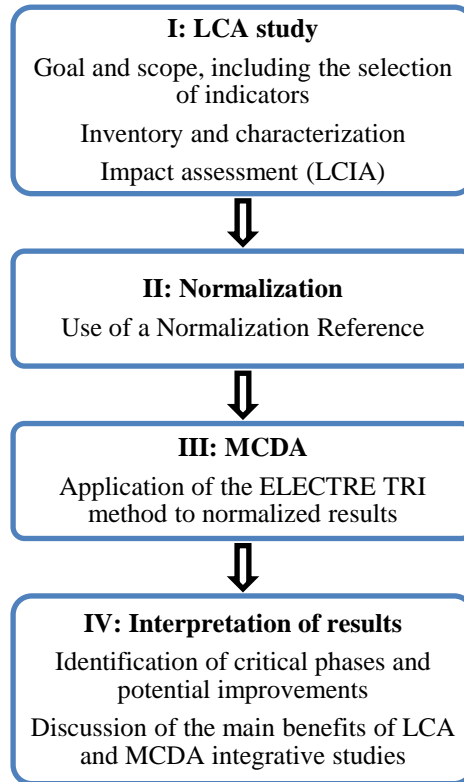 I: LCA study
Goal and scope, including the selection
of indicators
Inventory and characterization
Impact assessment (LCIA)
II: Normalization
Use of a Normalization Reference
III: MCDA
Application of the ELECTRE TRI
method to normalized results
IV: Interpretation of results
Identification of critical phases and
potential improvements
Discussion of the main benefits of LCA
and MCDA integrative studies